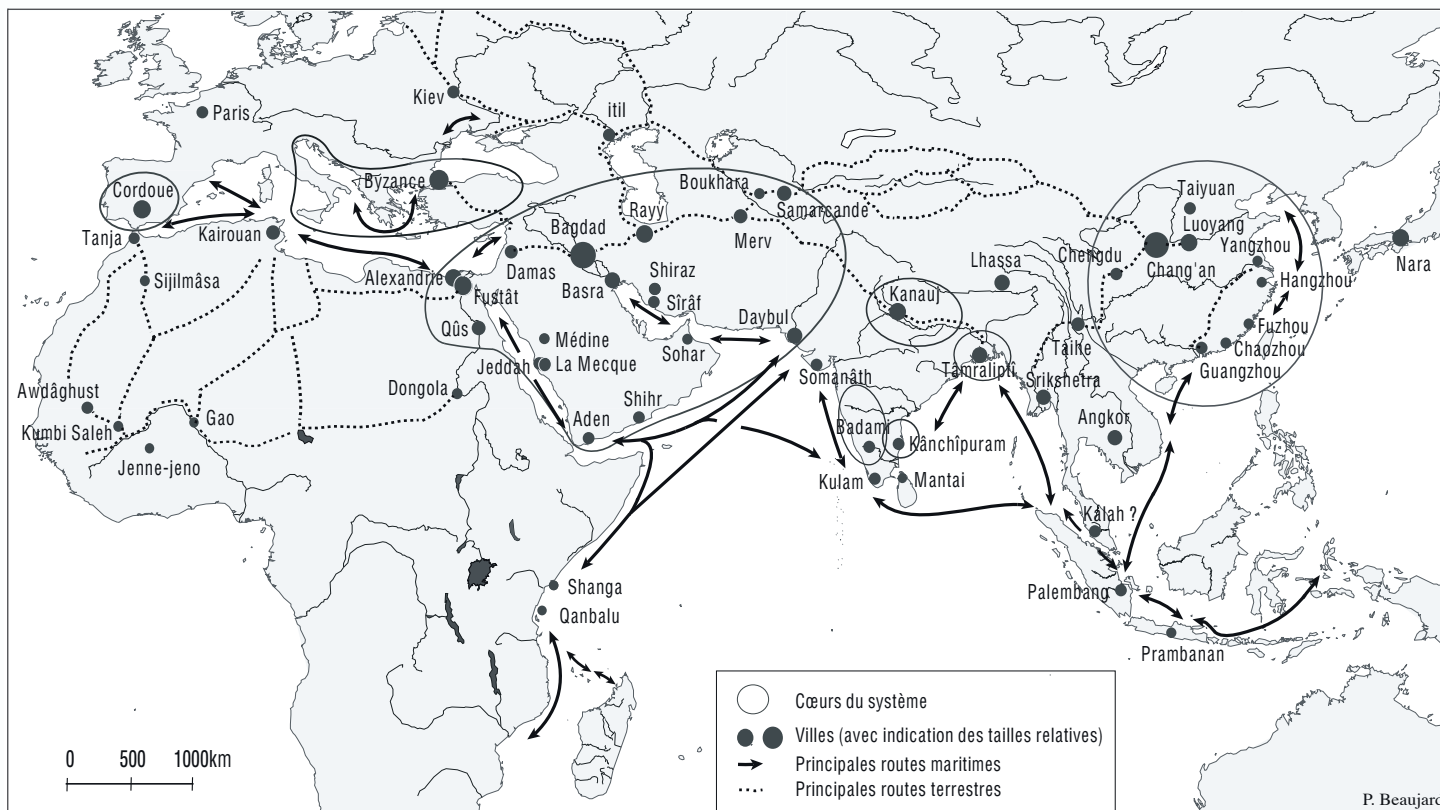 Paris
Kiev
itil
Cordoue
Byzance
Boukhara
Samarcande
Taiyuan
Tanja
Kairouan
Bagdad
Rayy
Merv
Luoyang
Yangzhou
Chengdu
Chang'an
Nara
Sijilmâsa
Alexandrie
Damas
Fustât
Basra
Shiraz
Sîrâf
Lhassa
Kanauj
Hangzhou
Qûs
Médine
Daybul
Sohar
Jeddah
La Mecque
Somanâth
Tâmraliptî
Taihe
Fuzhou
Chaozhou
Guangzhou
Awdâghust
Dongola
Shihr
Srikshetra
Kumbi Saleh
Gao
Aden
Badami
Kânchîpuram
Angkor
Jenne-jeno
Kulam
Mantai
Kâlah ?
Shanga
Qanbalu
Palembang
Prambanan
Cœurs du système
Villes (avec indication des tailles relatives)
Principales routes maritimes
Principales routes terrestres
0 500 1000km